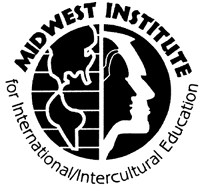 MIDWEST INSTITUTE
for International/Intercultural Education